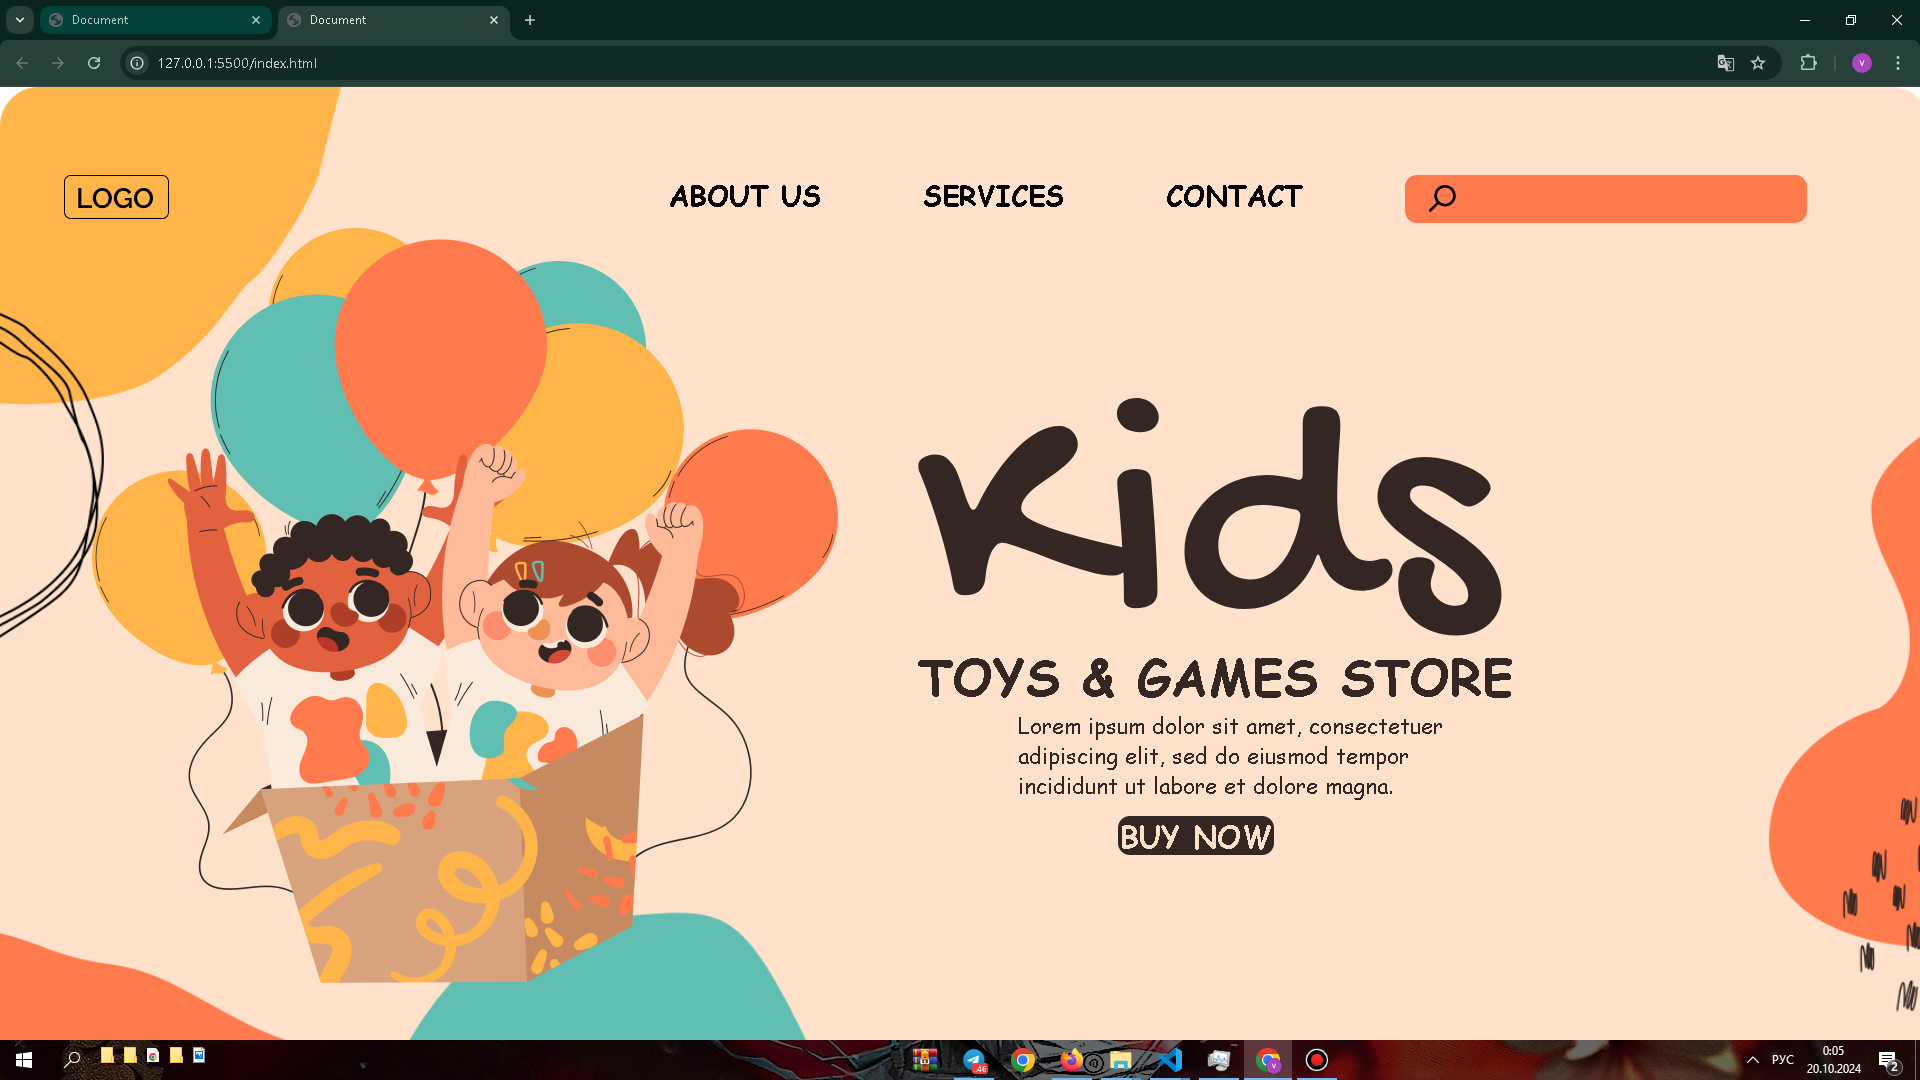 Document
Document
127.0.0.1:5500/index.html
V
LOGO
ABOUT US
SERVICES
CONTACT
Kids
TOYS & GAMES STORE
Lorem ipsum dolor sit amet, consectetuer
adipiscing elit, sed do eiusmod tempor
incididunt ut labore et dolore magna.
BUY NOW
46
V
РУС
0:05
20.10.2024
2